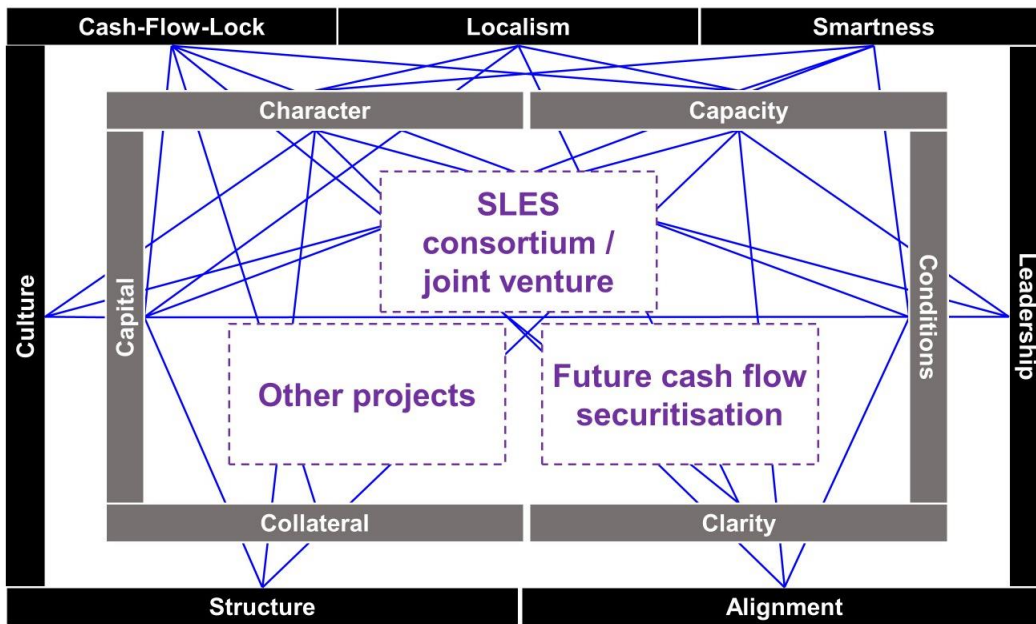 Cash-Flow-Lock
Localism
Smartness
Character
Capacity
Culture
Capital
SLES
consortium /
joint venture
Conditions
Leadership
Other projects
Future cash flow
securitisation
Collateral
Clarity
Structure
Alignment